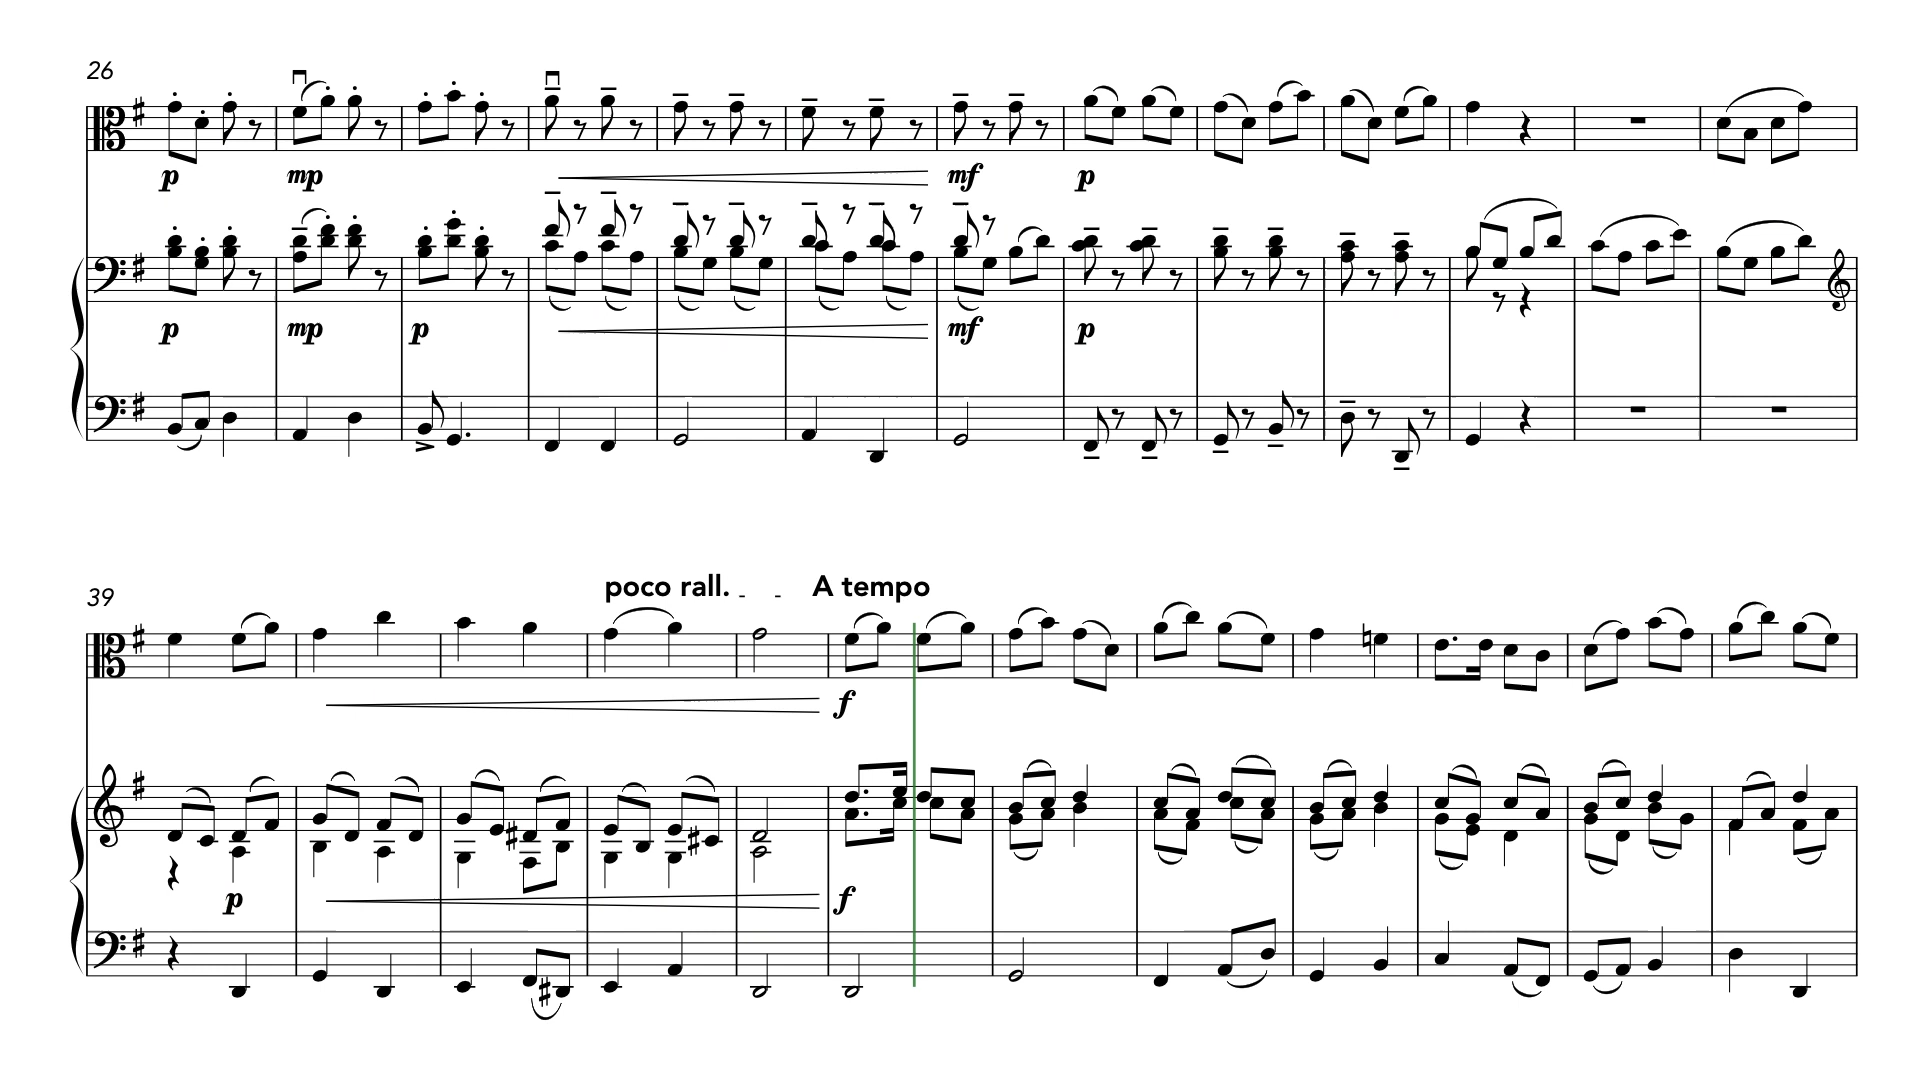 26
p mp mf p
p mp p mf p
39
poco rall. - - A tempo
f
p f